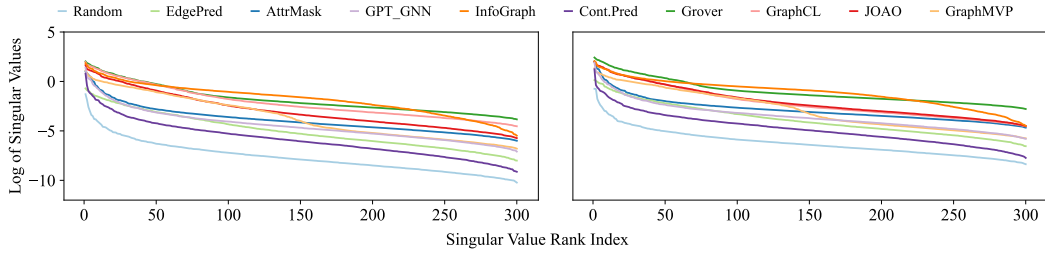 Random EdgePred AttrMask GPT_GNN InfoGraph Cont.Pred Grover GraphCL JOAO GraphMVP
Log of Singular Values
5
0
−5
−10
0 50 100 150 200 250 300
0 50 100 150 200 250 300
Singular Value Rank Index